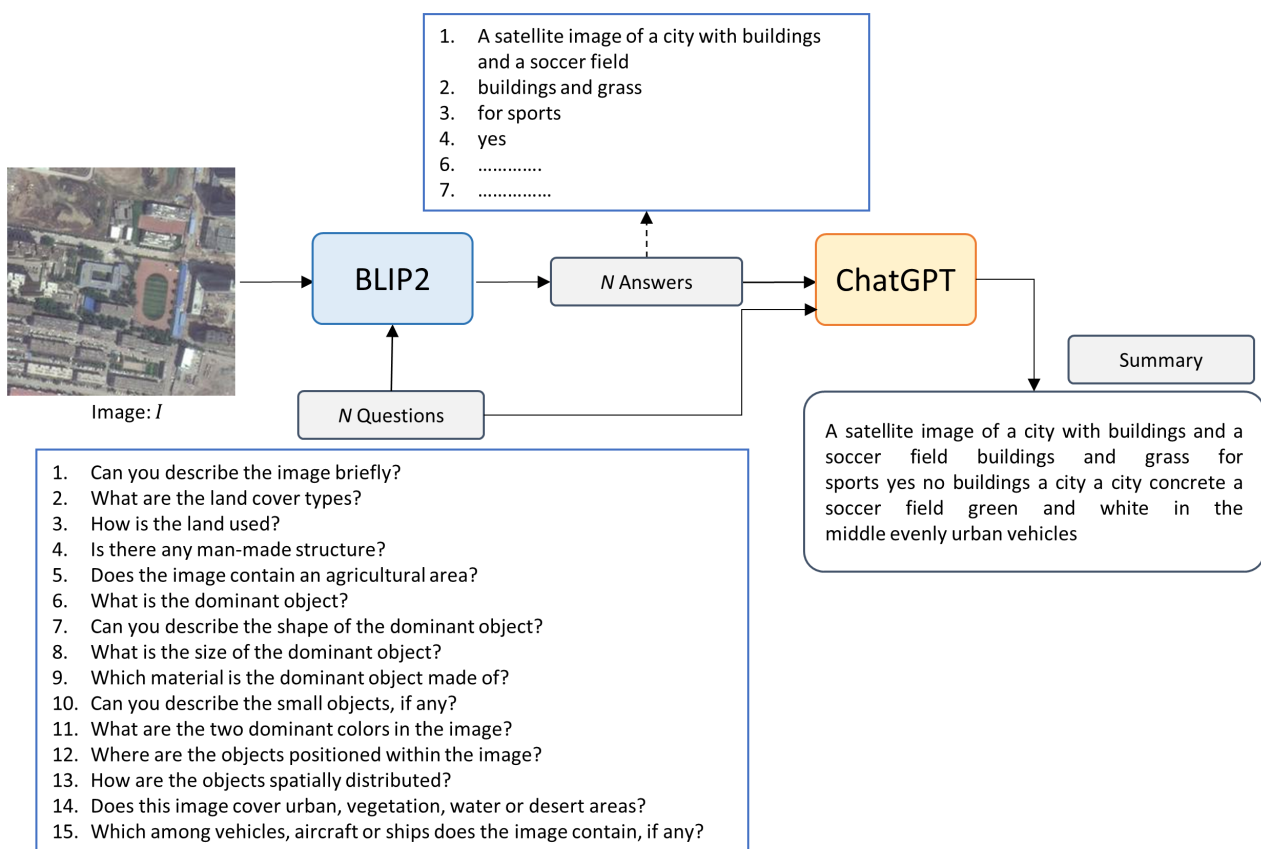 1. A satellite image of a city with buildings
and a soccer field
2. buildings and grass
3. for sports
4. yes
6. ………….
7. ……………
BLIP2
N Answers
ChatGPT
Summary
Image: I
N Questions
A satellite image of a city with buildings and a
soccer field buildings and grass for
sports yes no buildings a city a city concrete a
soccer field green and white in the
middle evenly urban vehicles
1. Can you describe the image briefly?
2. What are the land cover types?
3. How is the land used?
4. Is there any man-made structure?
5. Does the image contain an agricultural area?
6. What is the dominant object?
7. Can you describe the shape of the dominant object?
8. What is the size of the dominant object?
9. Which material is the dominant object made of?
10. Can you describe the small objects, if any?
11. What are the two dominant colors in the image?
12. Where are the objects positioned within the image?
13. How are the objects spatially distributed?
14. Does this image cover urban, vegetation, water or desert areas?
15. Which among vehicles, aircraft or ships does the image contain, if any?